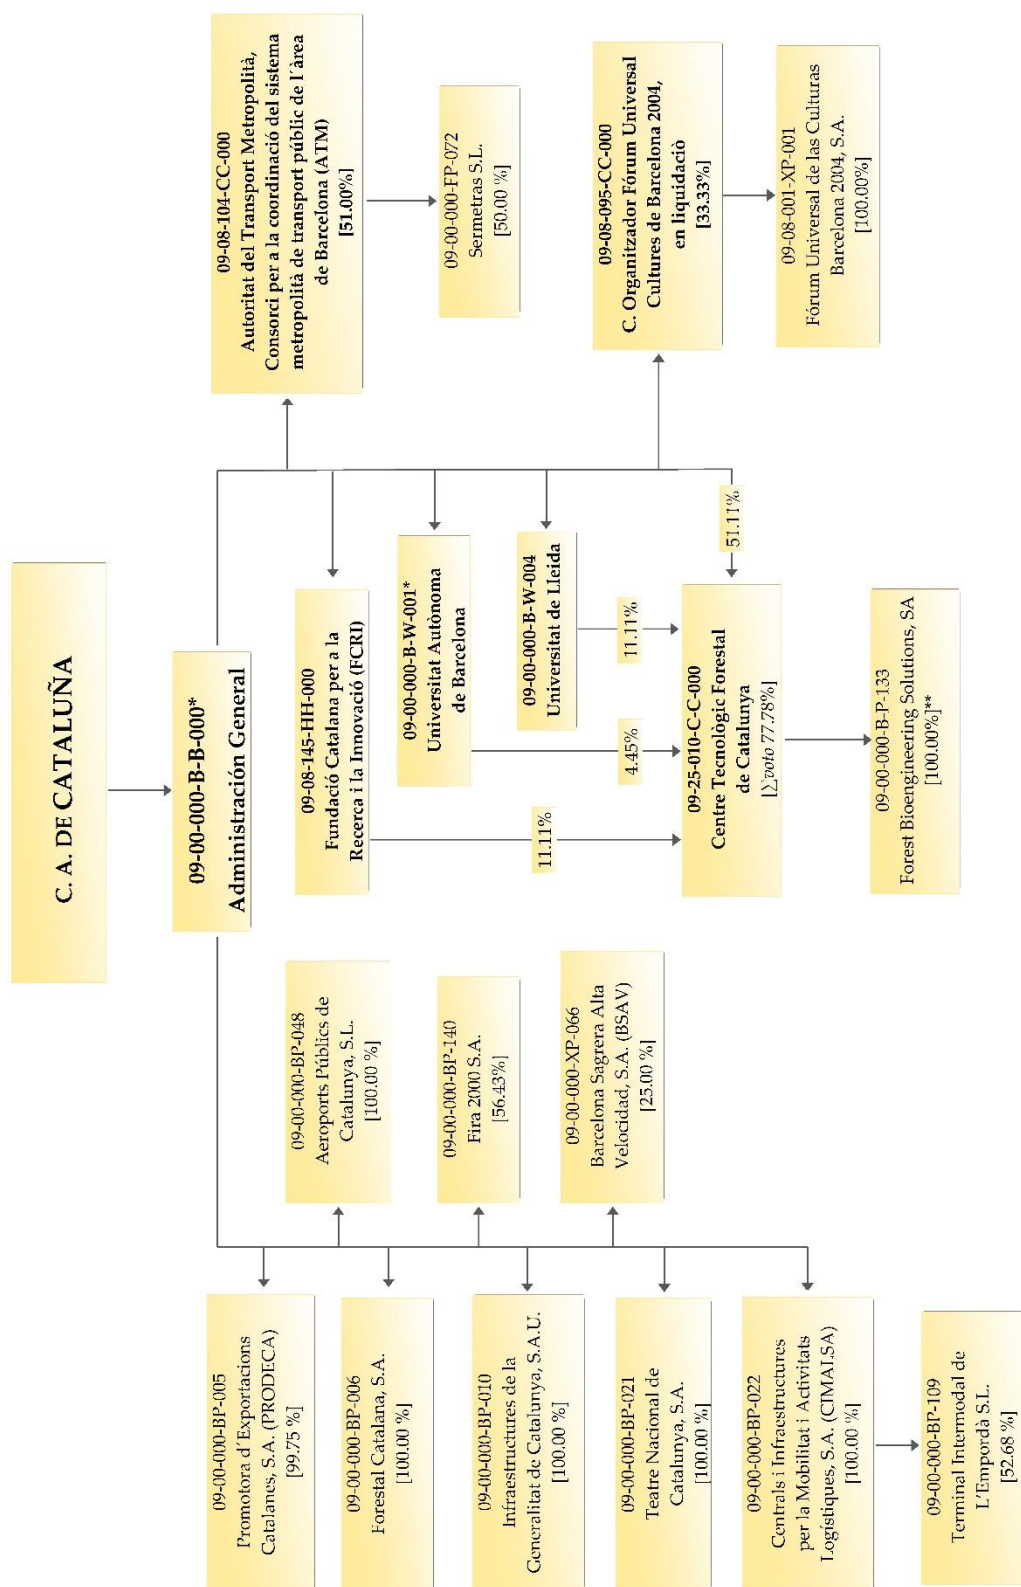 C. A. DE CATALUÑA
09-00-000-B-B-000*
Administración General
09-00-000-BP-005
Promotora d´Exportacions
Catalanes, S.A. (PRODECA)
[99.75 %]
09-00-000-BP-006
Forestal Catalana, S.A.
[100.00 %]
09-00-000-BP-010
Infraestructures de la
Generalitat de Catalunya, S.A.U.
[100.00 %]
09-00-000-BP-021
Teatre Nacional de
Catalunya, S.A.
[100.00 %]
09-00-000-BP-022
Centrals i Infraestructures
per la Mobilitat i Activitats
Logístiques, S.A. (CIMALSA)
[100.00 %]
09-00-000-BP-109
Terminal Intermodal de
L'Empordà S.L.
[52.68 %]
09-00-000-BP-048
Aeroports Públics de
Catalunya, S.L.
[100.00 %]
09-00-000-BP-140
Fira 2000 S.A.
[56.43%]
09-00-000-XP-066
Barcelona Sagrera Alta
Velocidad, S.A. (BSAV)
[25.00 %]
09-08-145-HH-000
Fundació Catalana per a la
Recerca i la Innovació (FCRI)
09-00-000-B-W-001*
Universitat Autònoma
de Barcelona
09-00-000-B-W-004
Universitat de Lleida
11.11%
4.45%
11.11%
51.11%
09-25-010-C-C-000
Centre Tecnològic Forestal
de Catalunya
[∑voto 77.78%]
09-00-000-B-P-133
Forest Bioengineering Solutions, SA
[100.00%]**
09-08-104-CC-000
Autoritat del Transport Metropolità,
Consorci per a la coordinació del sistema
metropolità de transport públic de l´àrea
de Barcelona (ATM)
[51.00%]
09-00-000-FP-072
Sermetras S.L.
[50.00 %]
09-08-095-CC-000
C. Organitzador Fórum Universal
Cultures de Barcelona 2004,
en liquidació
[33.33%]
09-08-001-XP-001
Fórum Universal de las Culturas
Barcelona 2004, S.A.
[100.00%]